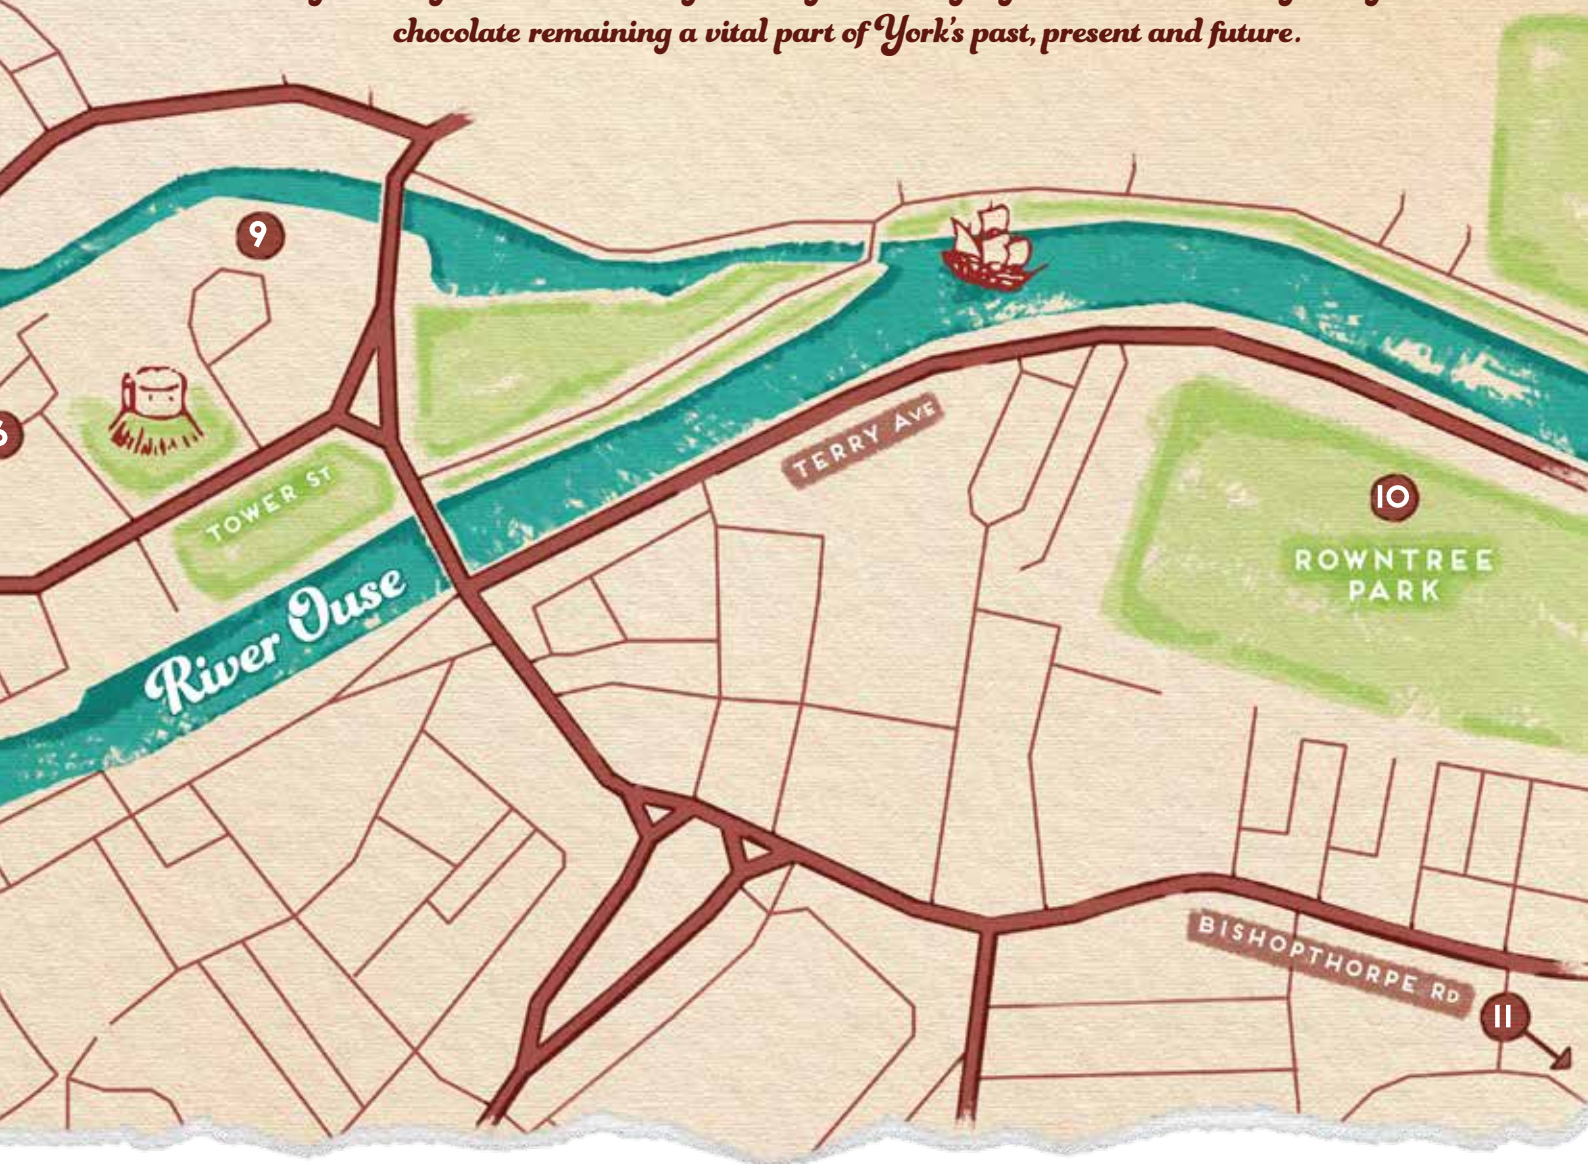 chocolate remaining a vital part of York's past, present and future.
9
6
TERRY AVE
TOWER ST
10
ROWNTREE
PARK
River Ouse
BISHOPTHORPE RD
11